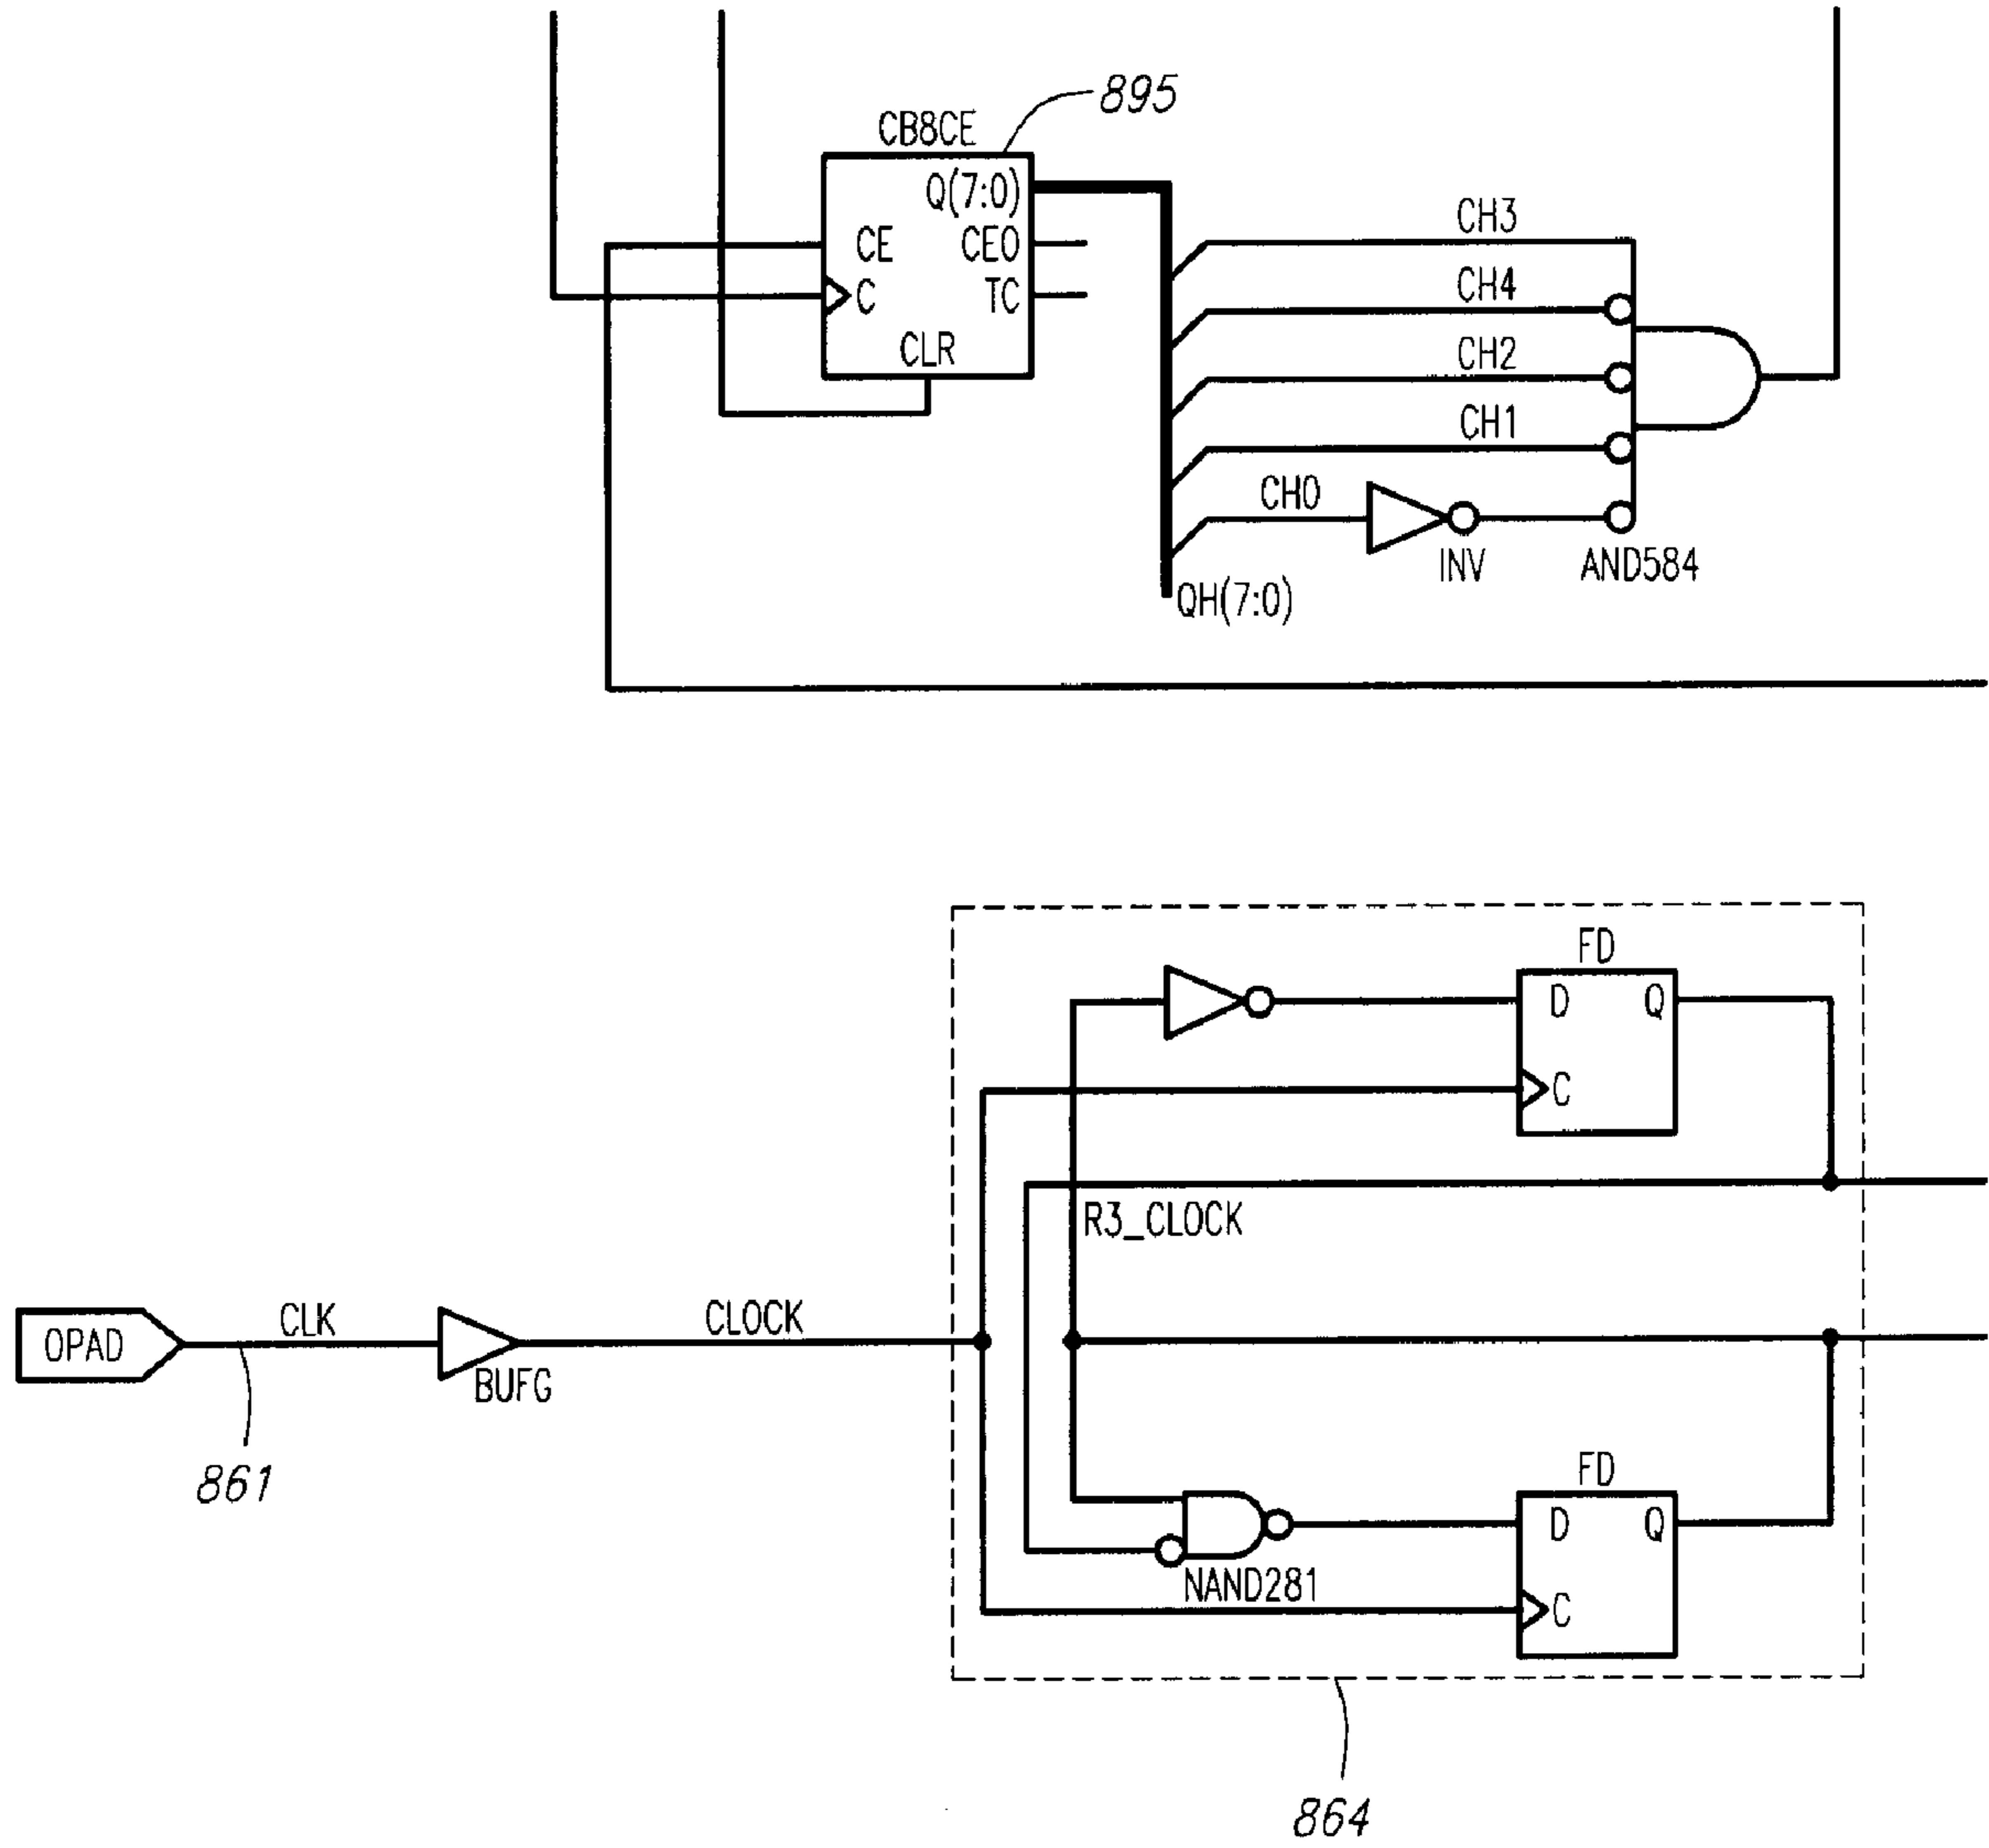 895
CB8CE
Q(7:0)
CE
CEO
C
TC
CLR
CH3
CH4
CH2
CH1
CH0
INV
AND584
QH(7:0)
FD
D
Q
C
R3_CLOCK
OPAD
CLK
BUFG
CLOCK
861
FD
D
Q
NAND281
C
864